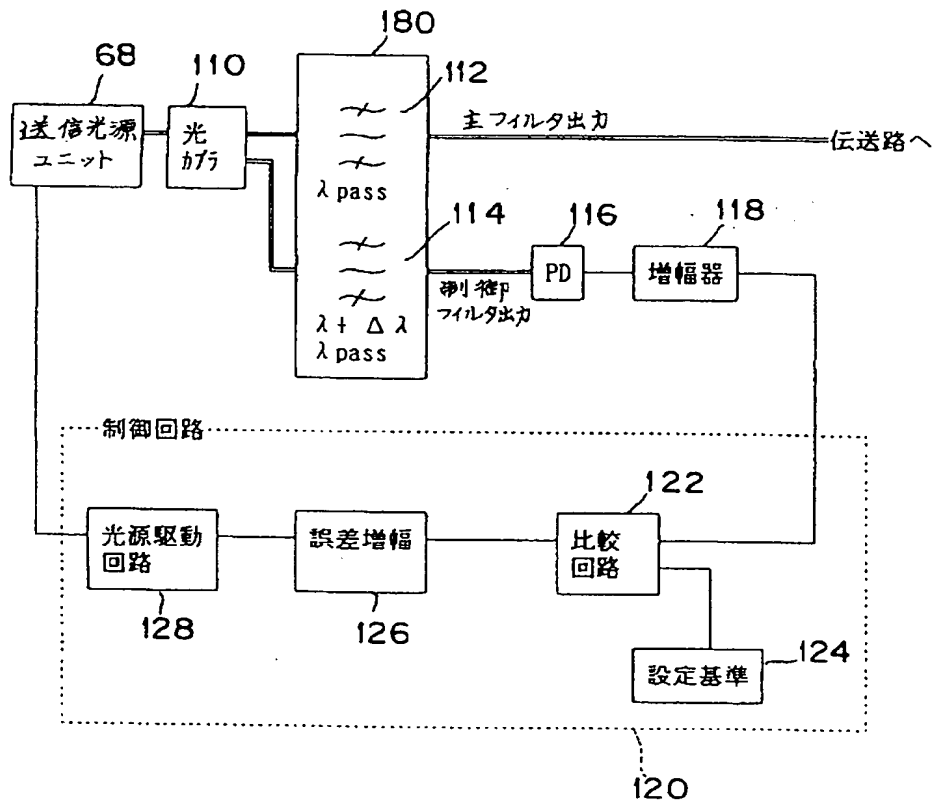 180
68
110
112
送信光源
ユニット
光
カプラ
主フィルタ出力
伝送路へ
λ pass
114
116
118
PD
増幅器
制御
フィルタ出力
λ + Δ λ
λ pass
制御回路
122
光源駆動
回路
誤差増幅
比較
回路
128
126
124
設定基準
120